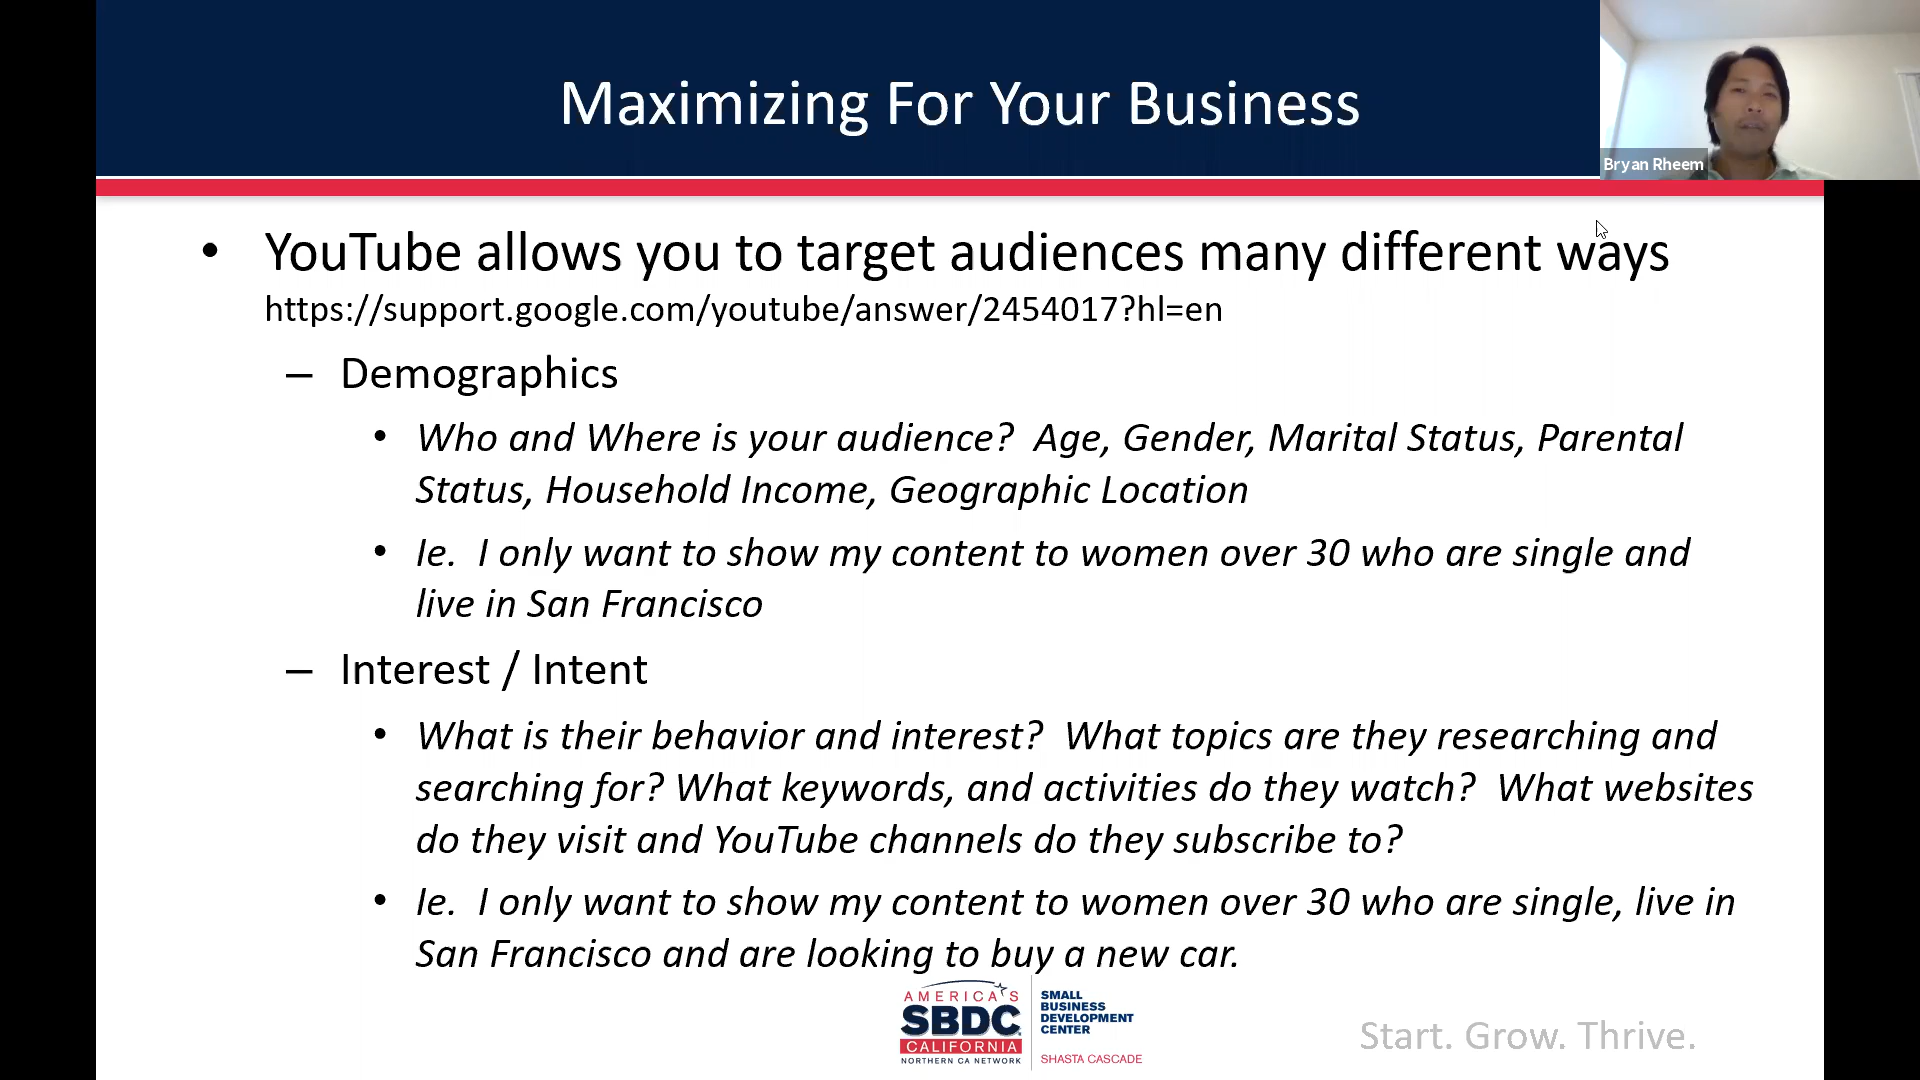 Maximizing For Your Business
Bryan Rheem
• YouTube allows you to target audiences many different ways
https://support.google.com/youtube/answer/2454017?hl=en
– Demographics
• Who and Where is your audience?  Age, Gender, Marital Status, Parental
Status, Household Income, Geographic Location
• Ie.  I only want to show my content to women over 30 who are single and
live in San Francisco
– Interest / Intent
• What is their behavior and interest?  What topics are they researching and
searching for? What keywords, and activities do they watch?  What websites
do they visit and YouTube channels do they subscribe to?
• Ie.  I only want to show my content to women over 30 who are single, live in
San Francisco and are looking to buy a new car.
AMERICA'S
SBDC
CALIFORNIA
NORTHERN CA NETWORK
SMALL
BUSINESS
DEVELOPMENT
CENTER
SHASTA CASCADE
Start. Grow. Thrive.